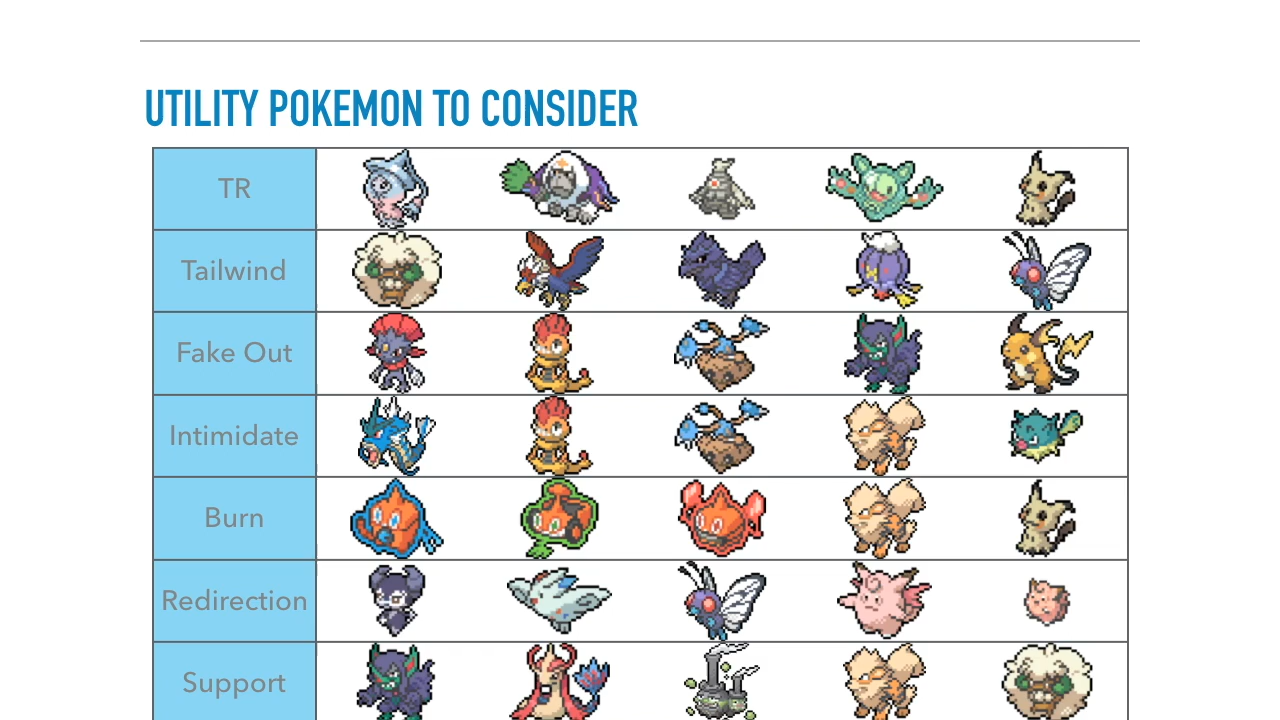 UTILITY POKEMON TO CONSIDER
TR
Tailwind
Fake Out
Intimidate
Burn
Redirection
Support